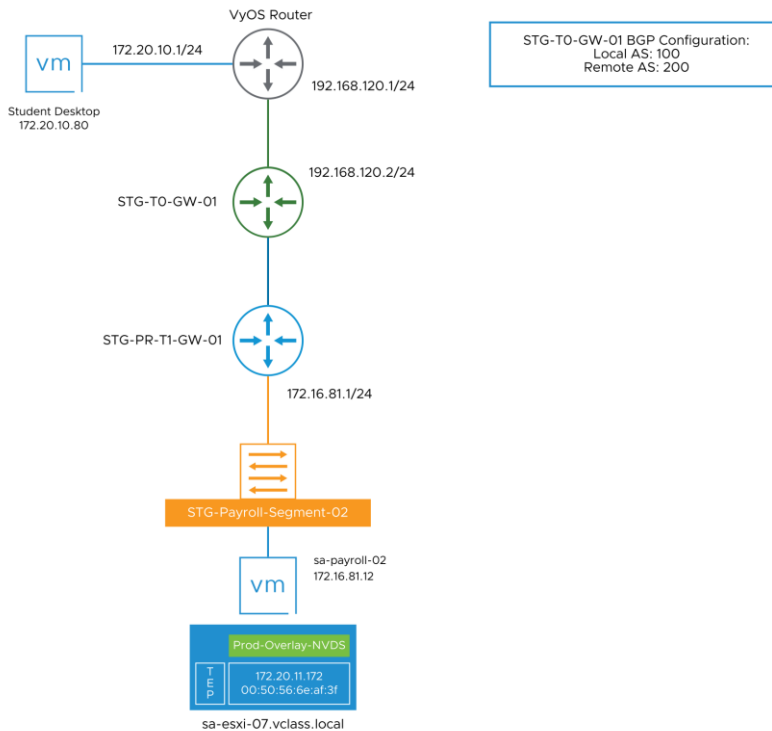 VyOS Router
STG-T0-GW-01 BGP Configuration:
Local AS: 100
Remote AS: 200
vm
172.20.10.1/24
192.168.120.1/24
Student Desktop
172.20.10.80
192.168.120.2/24
STG-T0-GW-01
STG-PR-T1-GW-01
172.16.81.1/24
STG-Payroll-Segment-02
sa-payroll-02
172.16.81.12
vm
Prod-Overlay-NVDS
TEP
172.20.11.172
00:50:56:6e:af:3f
sa-esxi-07.vclass.local